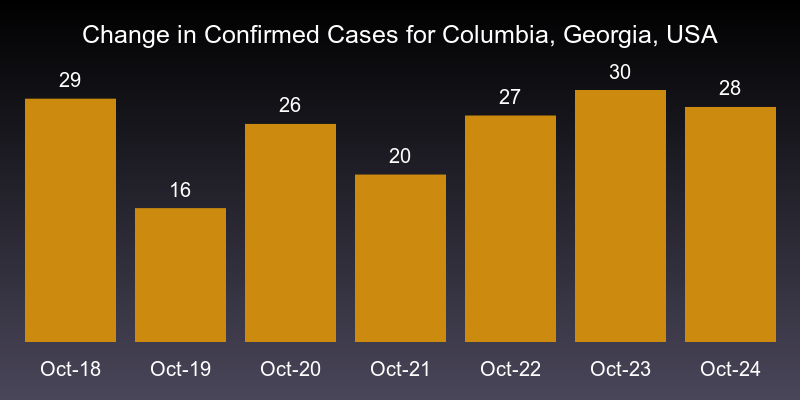 Change in Confirmed Cases for Columbia, Georgia, USA
29
16
26
20
27
30
28
Oct-18
Oct-19
Oct-20
Oct-21
Oct-22
Oct-23
Oct-24